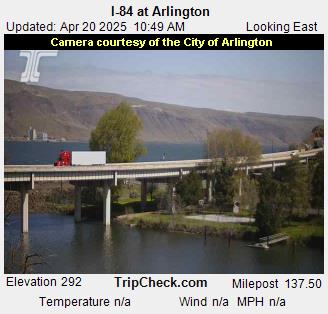 I-84 at Arlington
Updated: Apr 20 2025 10:49 AM Looking East
Camera courtesy of the City of Arlington
Elevation 292 TripCheck.com Milepost 137.50
Temperature n/a Wind n/a MPH n/a